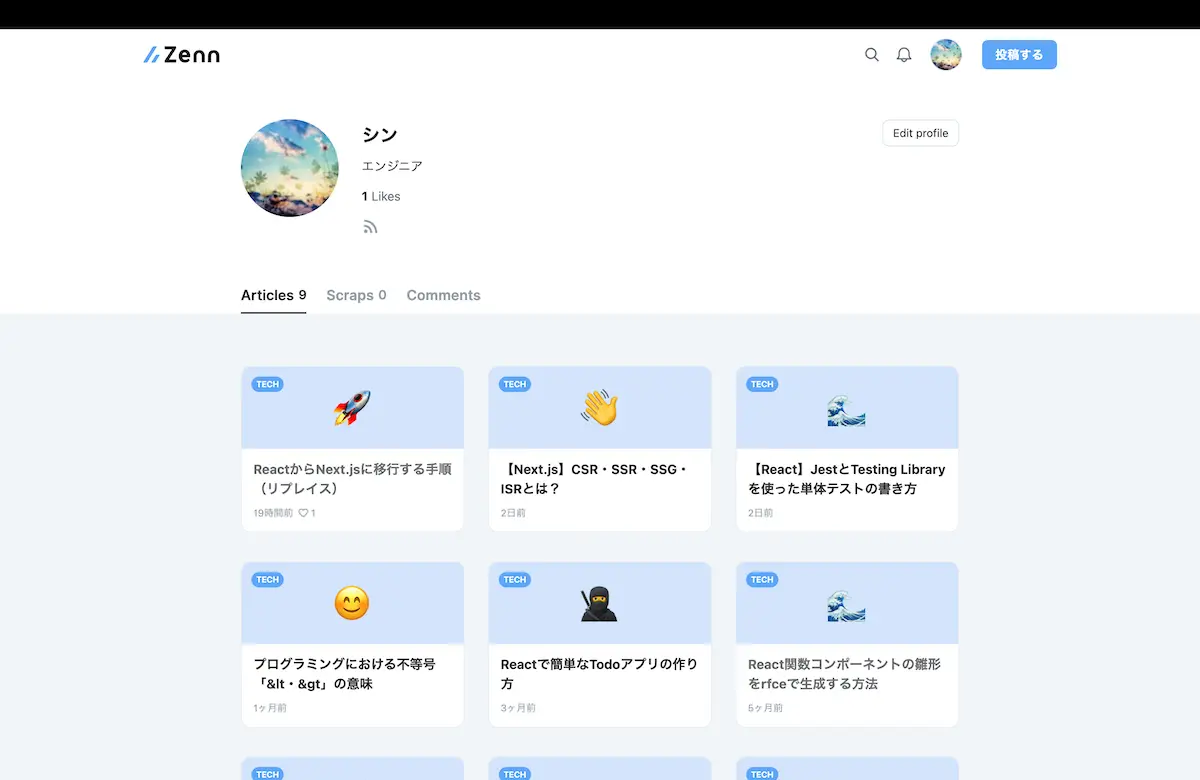 Zenn
投稿する
シン
Edit profile
エンジニア
1 Likes
Articles 9 Scraps 0 Comments
TECH
ReactからNext.jsに移行する手順
（リプレイス）
19時間前 1
TECH
【Next.js】CSR・SSR・SSG・
ISRとは？
2日前
TECH
【React】JestとTesting Library
を使った単体テストの書き方
2日前
TECH
プログラミングにおける不等号
「&lt・&gt」の意味
1ヶ月前
TECH
Reactで簡単なTodoアプリの作り
方
3ヶ月前
TECH
React関数コンポーネントの雛形
をrfceで生成する方法
5ヶ月前
TECH
TECH
TECH